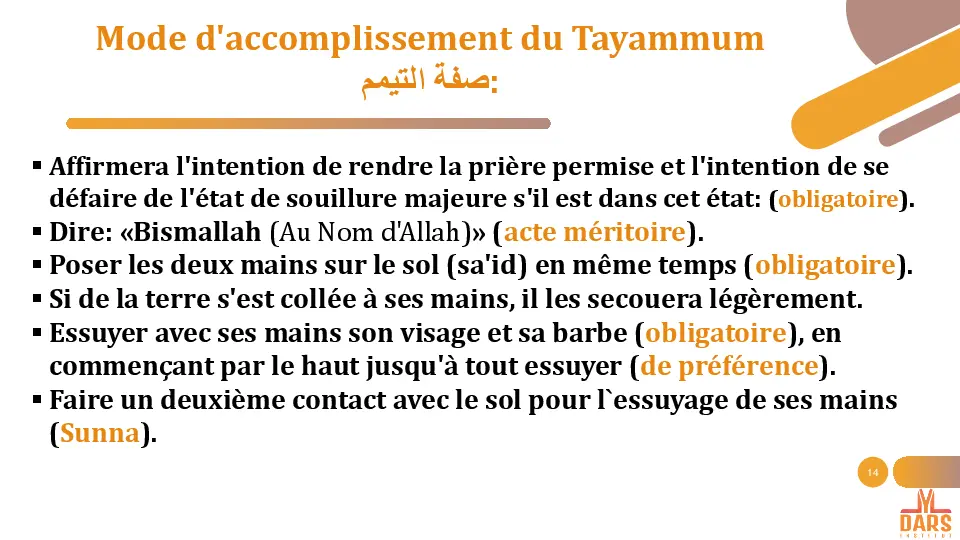 Mode d'accomplissement du Tayammum
صفة التيمم:
▪ Affirmera l'intention de rendre la prière permise et l'intention de se
défaire de l'état de souillure majeure s'il est dans cet état: (obligatoire).
▪ Dire: «Bismallah (Au Nom d'Allah)» (acte méritoire).
▪ Poser les deux mains sur le sol (sa'id) en même temps (obligatoire).
▪ Si de la terre s'est collée à ses mains, il les secouera légèrement.
▪ Essuyer avec ses mains son visage et sa barbe (obligatoire), en
commençant par le haut jusqu'à tout essuyer (de préférence).
▪ Faire un deuxième contact avec le sol pour l`essuyage de ses mains
(Sunna).
14
DARS
INSTITUT